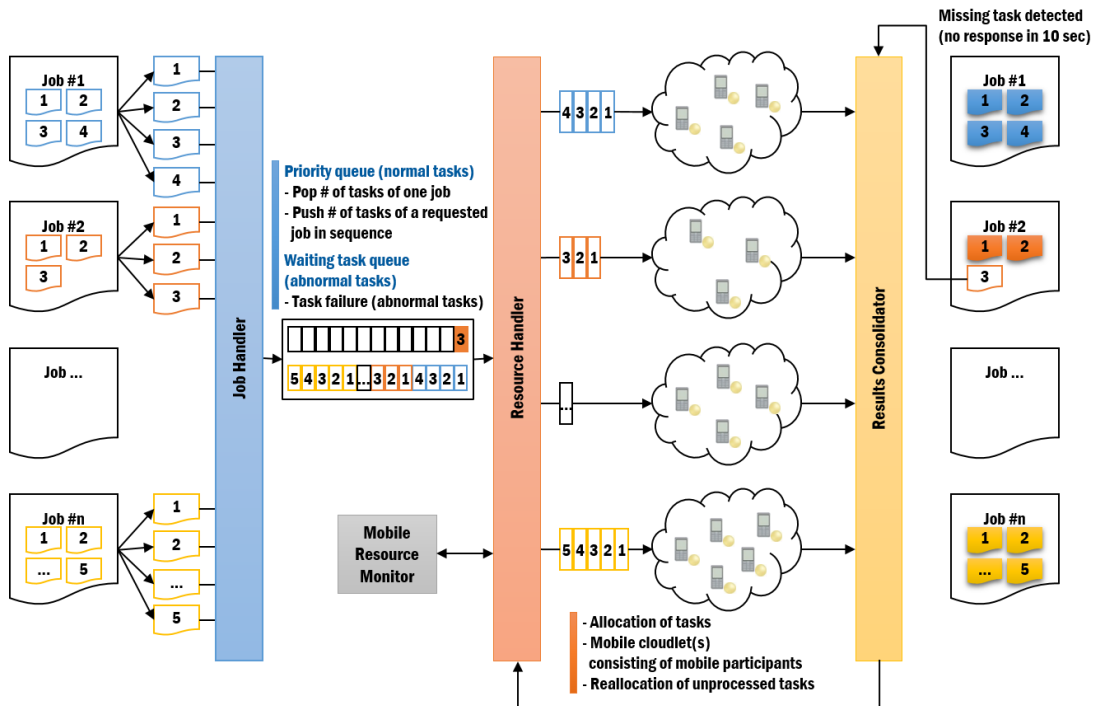 Missing task detected
(no response in 10 sec)
Job #1
1 2
3 4
1
2
3
4
Job #2
1 2
3
1
2
3
Job ...
Job #n
1 2
... 5
1
2
...
5
Job Handler
Priority queue (normal tasks)
- Pop # of tasks of one job
- Push # of tasks of a requested
job in sequence
Waiting task queue
(abnormal tasks)
- Task failure (abnormal tasks)
3
5 4 3 2 1 ... 3 2 1 4 3 2 1
Mobile
Resource
Monitor
Resource Handler
4 3 2 1
3 2 1
...
5 4 3 2 1
- Allocation of tasks
- Mobile cloudlet(s)
consisting of mobile participants
- Reallocation of unprocessed tasks
Results Consolidator
Job #1
1 2
3 4
Job #2
1 2
3
Job ...
Job #n
1 2
... 5